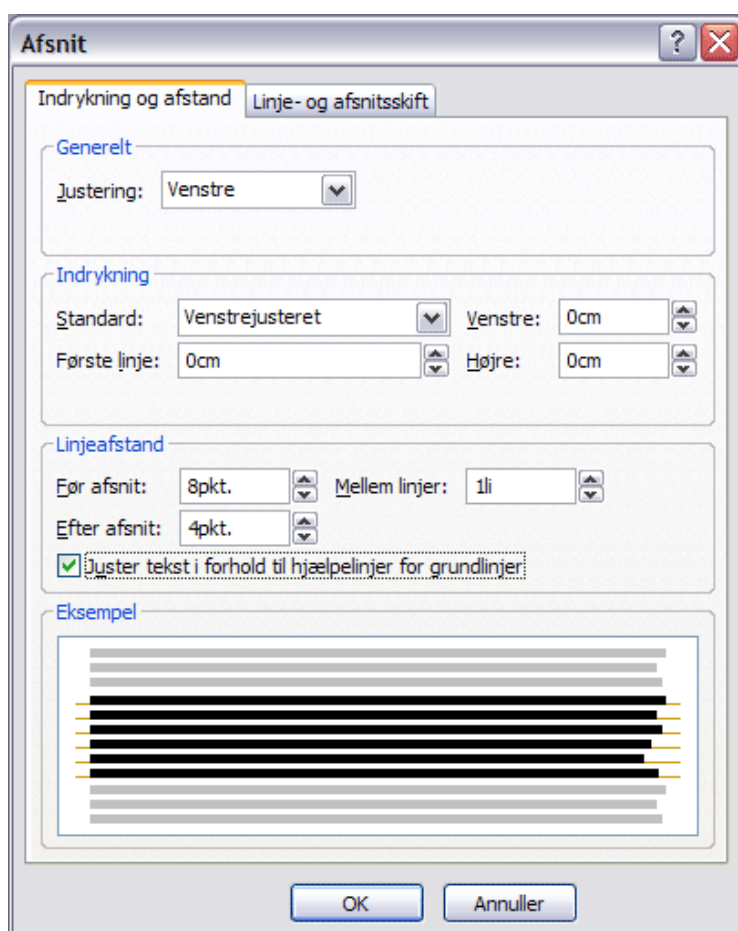 Afsnit
Indrykning og afstand Linje- og afsnitsskift
Generelt
Justering: Venstre
Indrykning
Standard: Venstrejusteret Venstre: 0cm
Første linje: 0cm Højre: 0cm
Linjeafstand
Før afsnit: 8pkt. Mellem linjer: 1li
Efter afsnit: 4pkt.
Juster tekst i forhold til hjælpelinjer for grundlinjer
Eksempel
OK Annuller